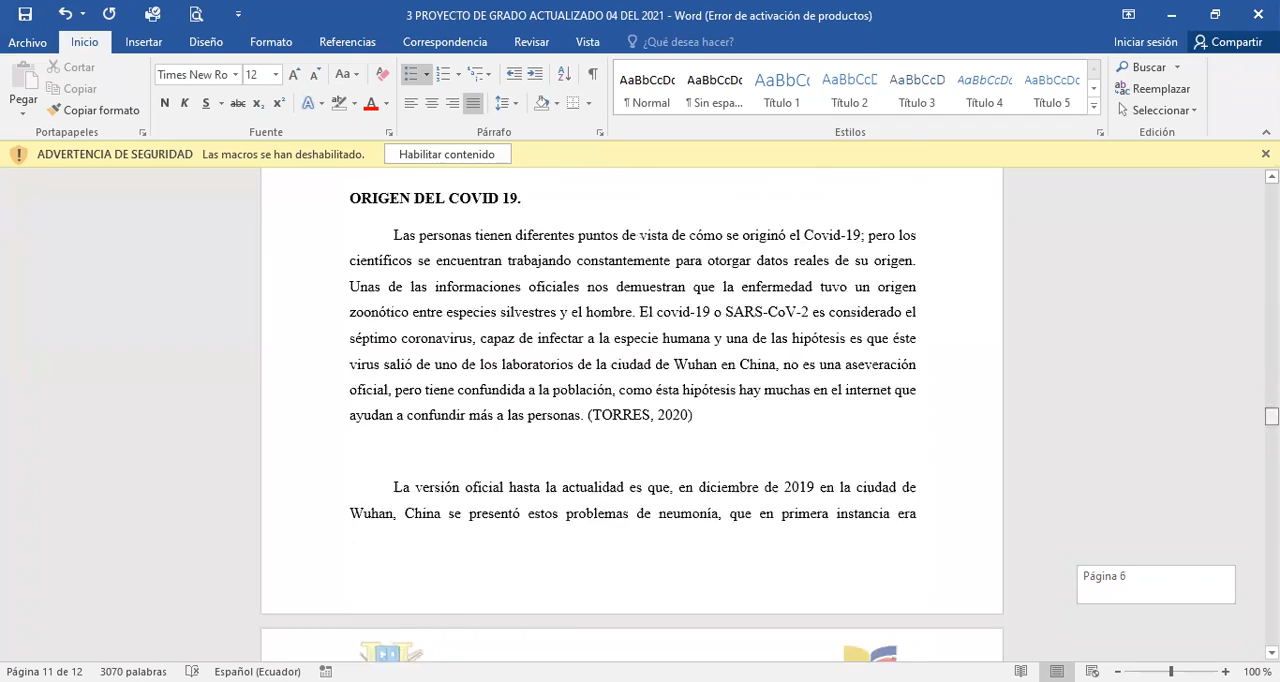 3 PROYECTO DE GRADO ACTUALIZADO 04 DEL 2021 - Word (Error de activación de productos)
Archivo Inicio Insertar Diseño Formato Referencias Correspondencia Revisar Vista ¿Qué desea hacer? Iniciar sesión Compartir
Pegar
Cortar
Copiar
Copiar formato
Portapapeles
Times New Ro 12
Fuente
Párrafo
AaBbCcDc AaBbCcDc AaBbCc AaBbCcD AaBbCcD AaBbCcDc AaBbCcDc
¶ Normal ¶ Sin espa... Título 1 Título 2 Título 3 Título 4 Título 5
Estilos
Buscar
Reemplazar
Seleccionar
Edición
ADVERTENCIA DE SEGURIDAD Las macros se han deshabilitado. Habilitar contenido
ORIGEN DEL COVID 19.
Las personas tienen diferentes puntos de vista de cómo se originó el Covid-19; pero los
científicos se encuentran trabajando constantemente para otorgar datos reales de su origen.
Unas de las informaciones oficiales nos demuestran que la enfermedad tuvo un origen
zoonótico entre especies silvestres y el hombre. El covid-19 o SARS-CoV-2 es considerado el
séptimo coronavirus, capaz de infectar a la especie humana y una de las hipótesis es que éste
virus salió de uno de los laboratorios de la ciudad de Wuhan en China, no es una aseveración
oficial, pero tiene confundida a la población, como ésta hipótesis hay muchas en el internet que
ayudan a confundir más a las personas. (TORRES, 2020)
La versión oficial hasta la actualidad es que, en diciembre de 2019 en la ciudad de
Wuhan, China se presentó estos problemas de neumonía, que en primera instancia era
Página 6
Página 11 de 12 3070 palabras Español (Ecuador) 100 %